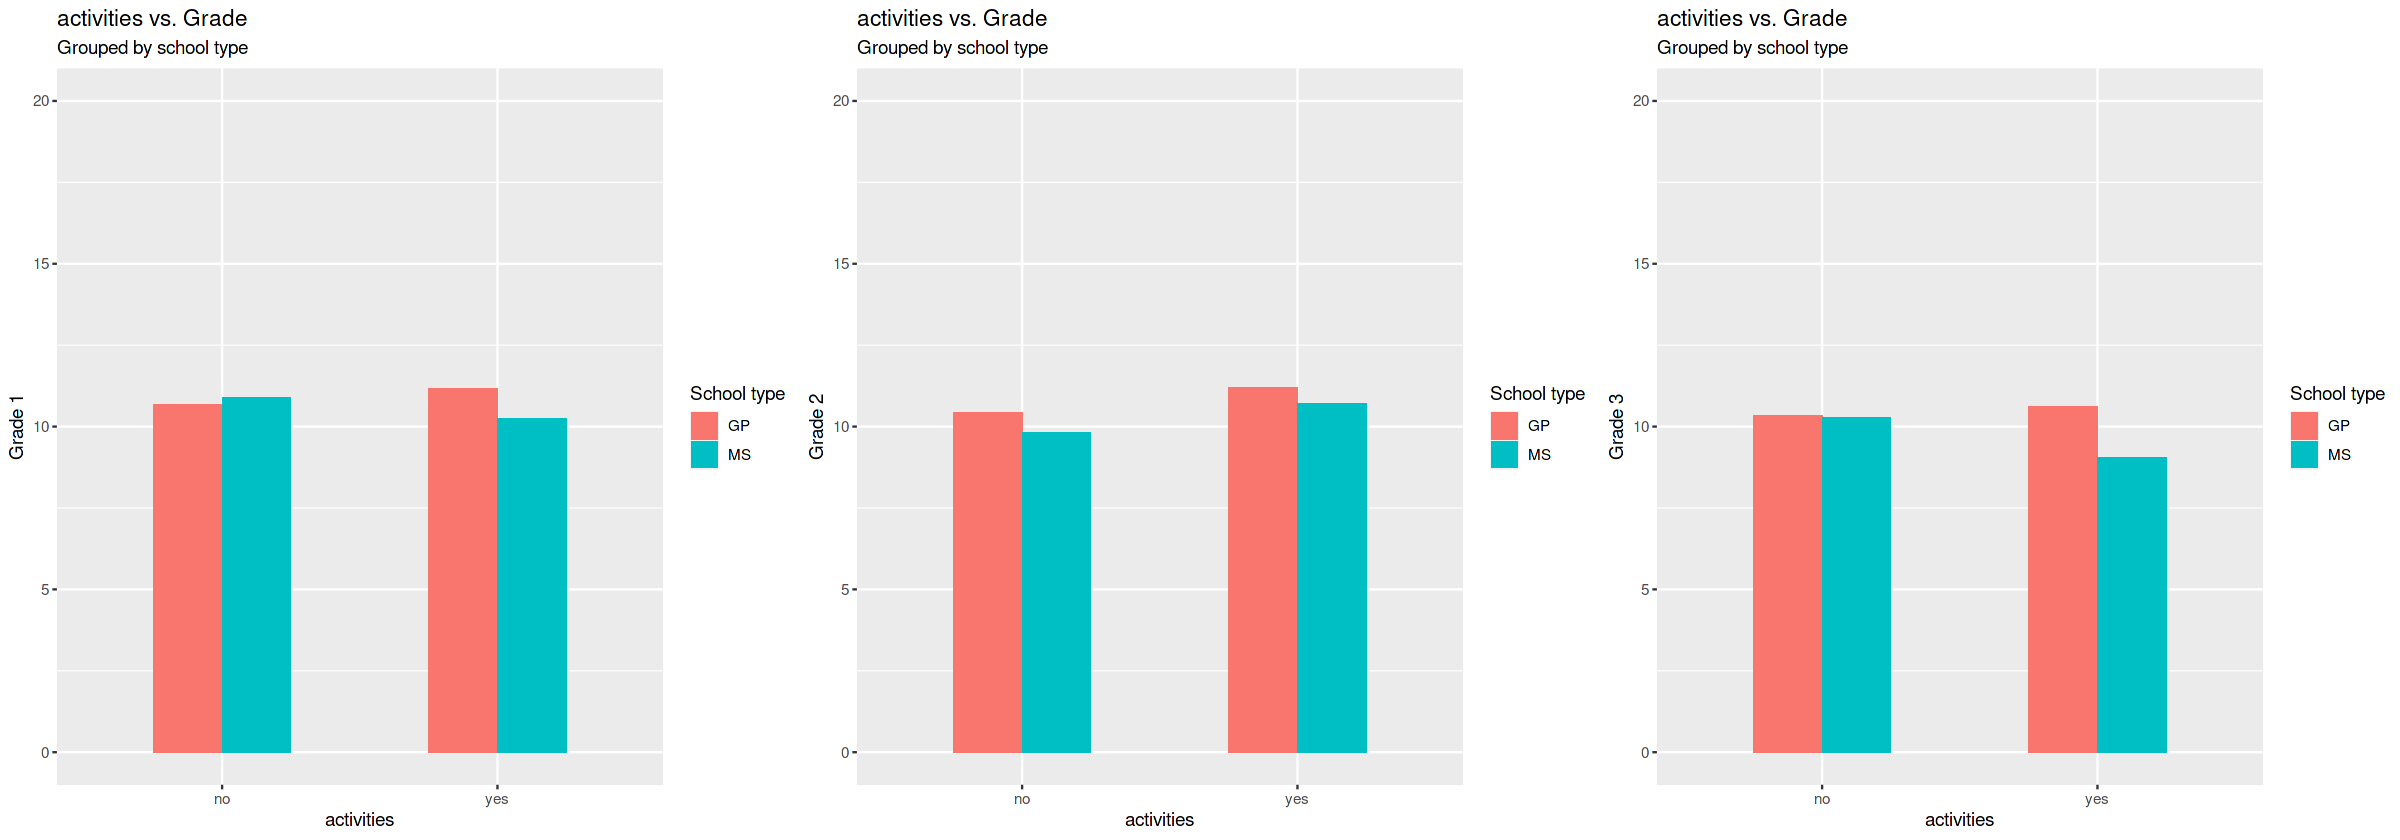 activities vs. Grade
Grouped by school type
Grade 1
20
15
10
5
0
no
yes
activities
School type
GP
MS
activities vs. Grade
Grouped by school type
Grade 2
20
15
10
5
0
no
yes
activities
School type
GP
MS
activities vs. Grade
Grouped by school type
Grade 3
20
15
10
5
0
no
yes
activities
School type
GP
MS